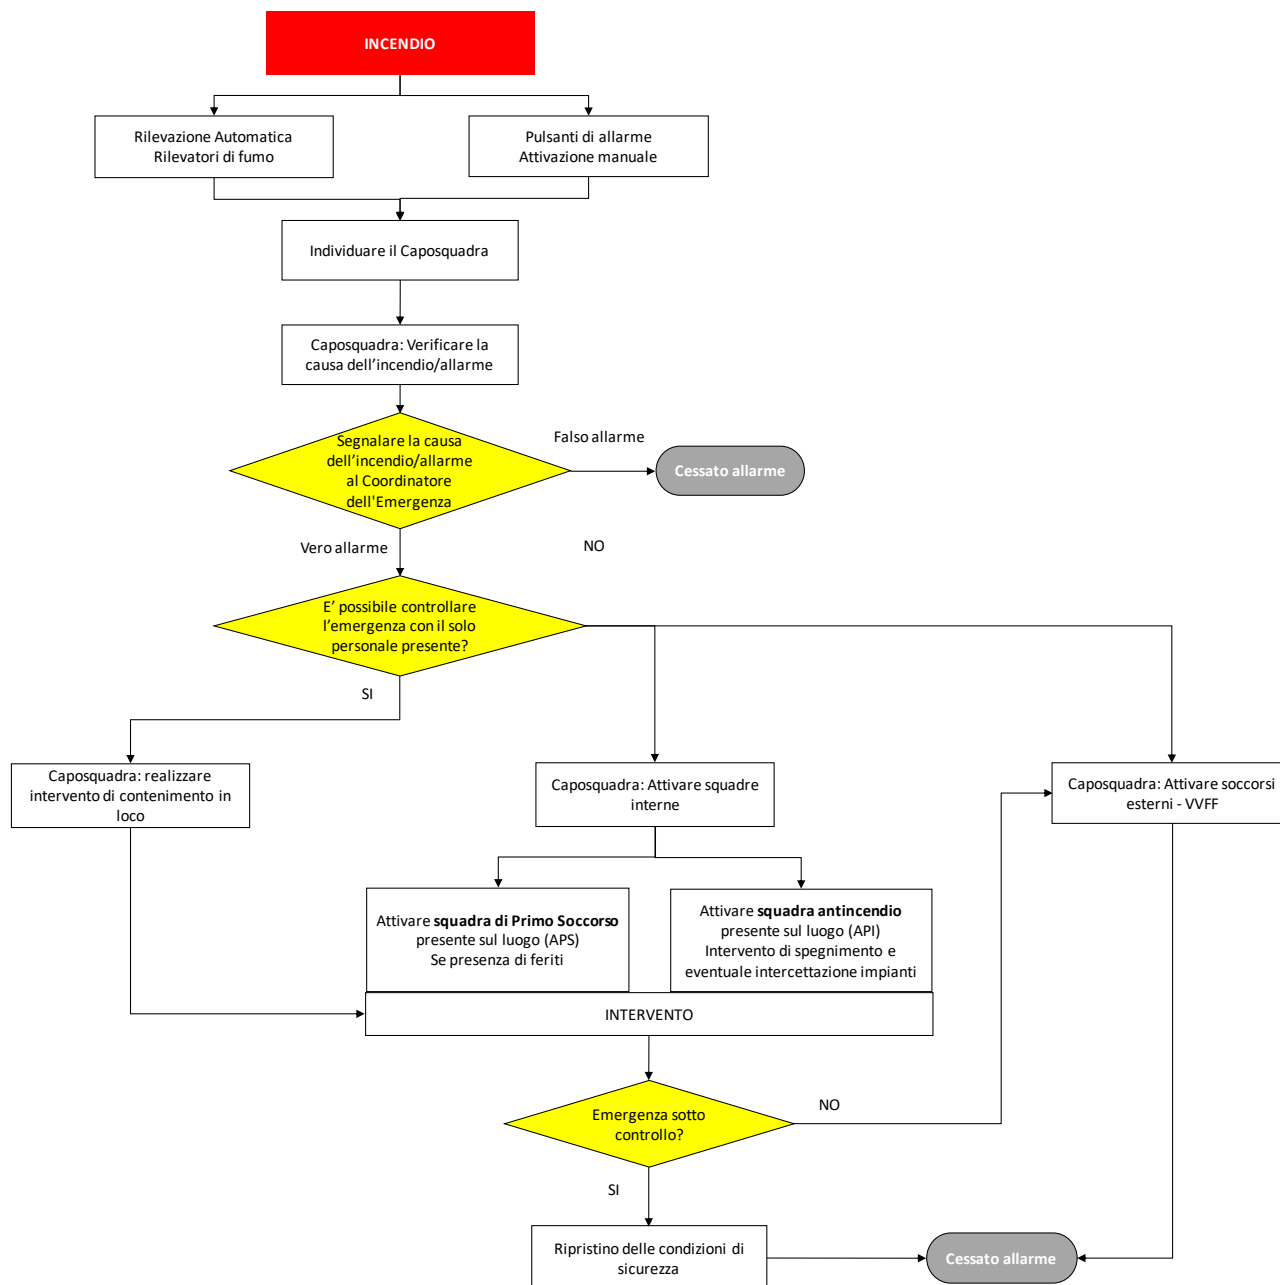 INCENDIO
Rilevazione Automatica
Rilevatori di fumo
Pulsanti di allarme
Attivazione manuale
Individuare il Caposquadra
Caposquadra: Verificare la
causa dell’incendio/allarme
Segnalare la causa
dell’incendio/allarme
al Coordinatore
dell'Emergenza
Falso allarme
Cessato allarme
Vero allarme
NO
E’ possibile controllare
l’emergenza con il solo
personale presente?
SI
Caposquadra: realizzare
intervento di contenimento in
loco
Caposquadra: Attivare squadre
interne
Caposquadra: Attivare soccorsi
esterni - VVFF
Attivare squadra di Primo Soccorso
presente sul luogo (APS)
Se presenza di feriti
Attivare squadra antincendio
presente sul luogo (API)
Intervento di spegnimento e
eventuale intercettazione impianti
INTERVENTO
Emergenza sotto
controllo?
NO
SI
Ripristino delle condizioni di
sicurezza
Cessato allarme